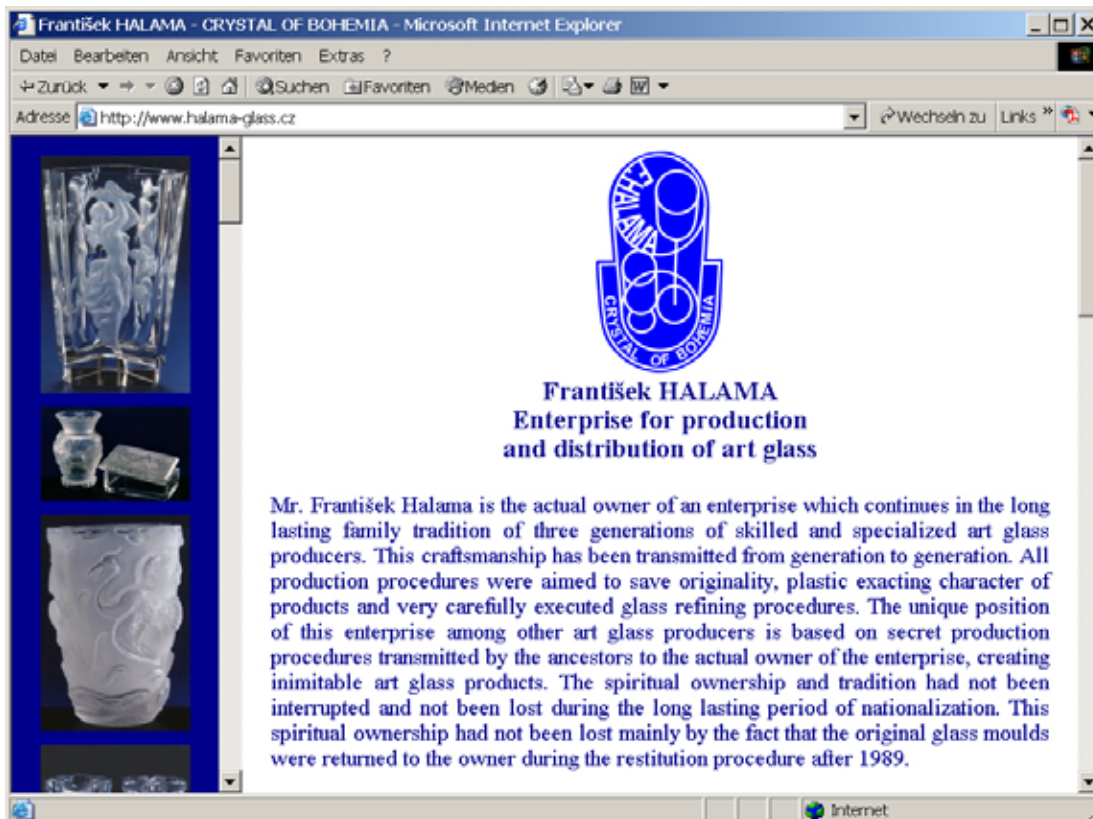 František HALAMA - CRYSTAL OF BOHEMIA - Microsoft Internet Explorer
Datei Bearbeiten Ansicht Favoriten Extras ?
Zurück Suchen Favoriten Medien
Adresse http://www.halama-glass.cz Wechseln zu Links »
F.HALAMA
CRYSTAL OF BOHEMIA
František HALAMA
Enterprise for production
and distribution of art glass
Mr. František Halama is the actual owner of an enterprise which continues in the long
lasting family tradition of three generations of skilled and specialized art glass
producers. This craftsmanship has been transmitted from generation to generation. All
production procedures were aimed to save originality, plastic exacting character of
products and very carefully executed glass refining procedures. The unique position
of this enterprise among other art glass producers is based on secret production
procedures transmitted by the ancestors to the actual owner of the enterprise, creating
inimitable art glass products. The spiritual ownership and tradition had not been
interrupted and not been lost during the long lasting period of nationalization. This
spiritual ownership had not been lost mainly by the fact that the original glass moulds
were returned to the owner during the restitution procedure after 1989.
Internet